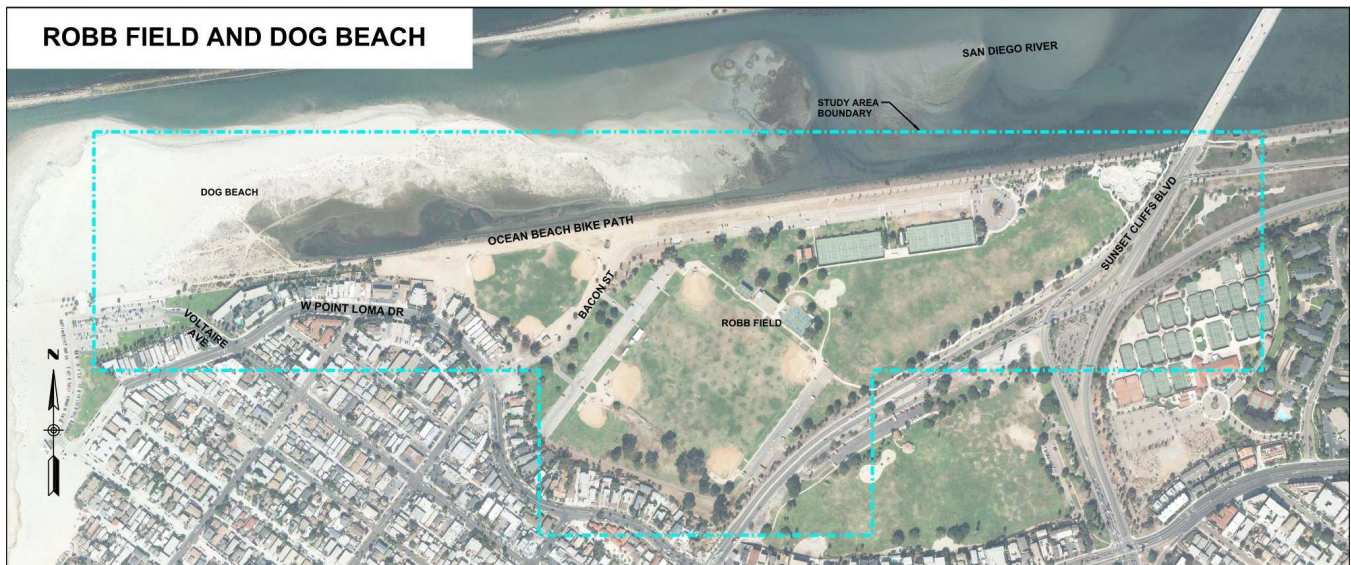 ROBB FIELD AND DOG BEACH
SAN DIEGO RIVER
STUDY AREA
BOUNDARY
DOG BEACH
OCEAN BEACH BIKE PATH
SUNSET CLIFFS BLVD
BACON ST
W POINT LOMA DR
VOLTAIRE
AVE
ROBB FIELD
N